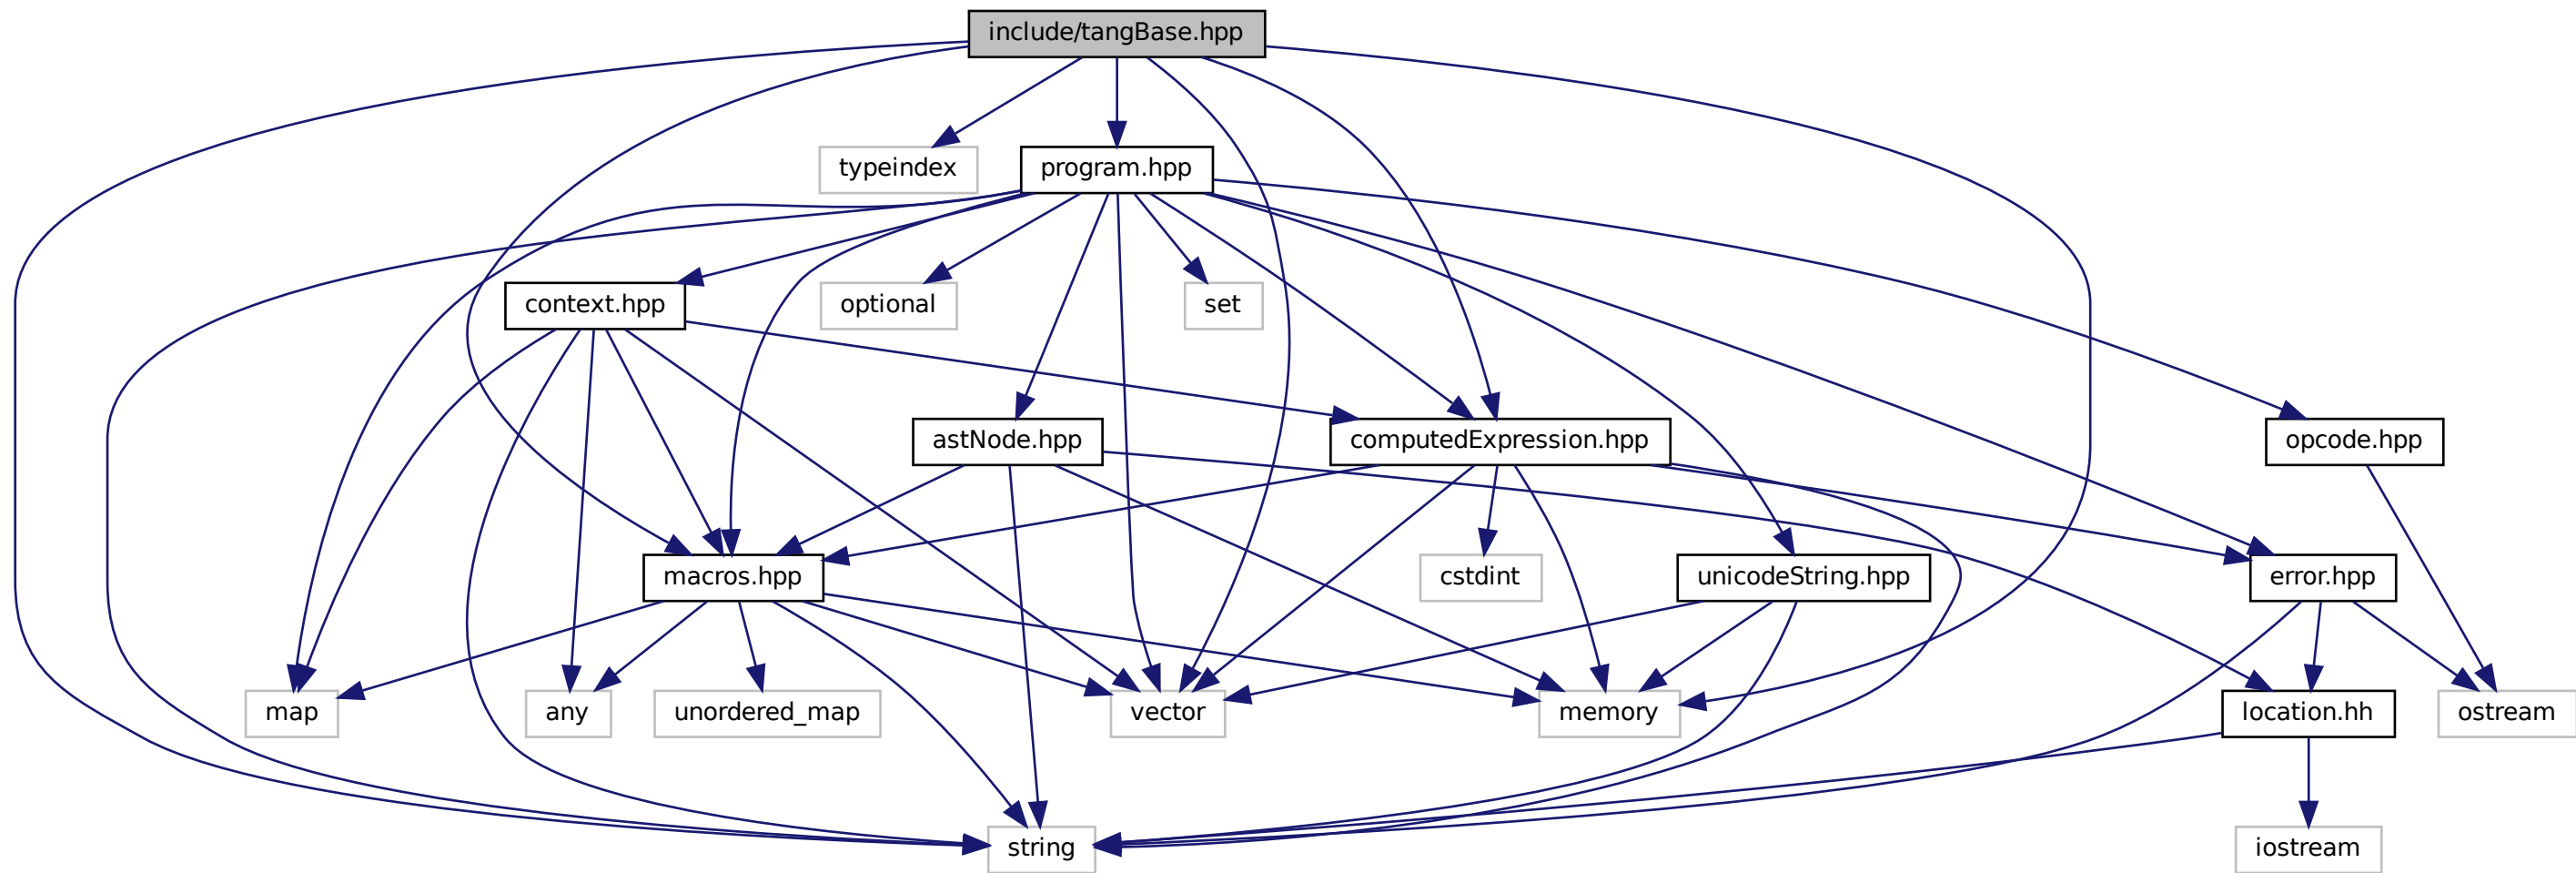 include/tangBase.hpp
typeindex
program.hpp
context.hpp
optional
set
astNode.hpp
computedExpression.hpp
opcode.hpp
macros.hpp
cstdint
unicodeString.hpp
error.hpp
map
any
unordered_map
vector
memory
location.hh
ostream
string
iostream